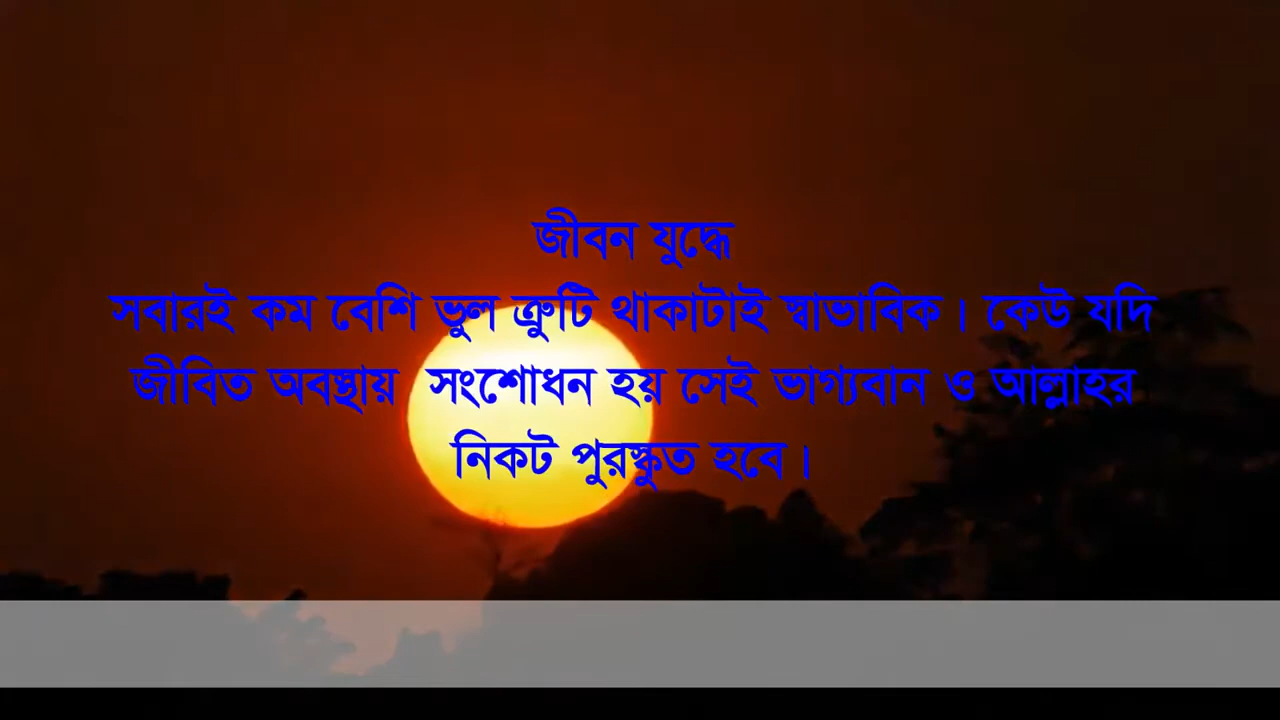 জীবন যুদ্ধে
সবারই কম বেশি ভুল ত্রুটি থাকাটাই স্বাভাবিক। কেউ যদি
জীবিত অবস্থায় সংশোধন হয় সেই ভাগ্যবান ও আল্লাহর
নিকট পুরস্কৃত হবে।